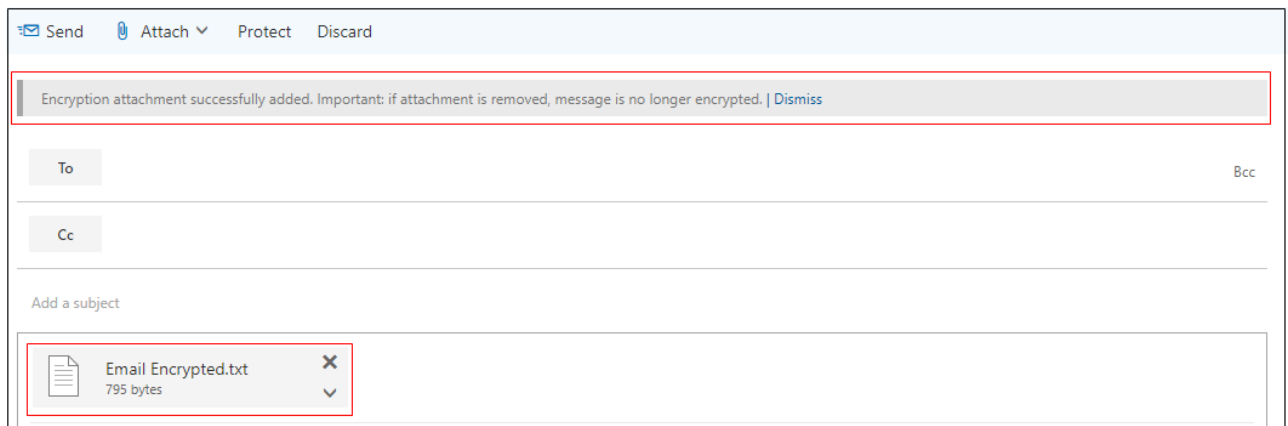 Send Attach Protect Discard
Encryption attachment successfully added. Important: if attachment is removed, message is no longer encrypted. | Dismiss
To Bcc
Cc
Add a subject
Email Encrypted.txt
795 bytes